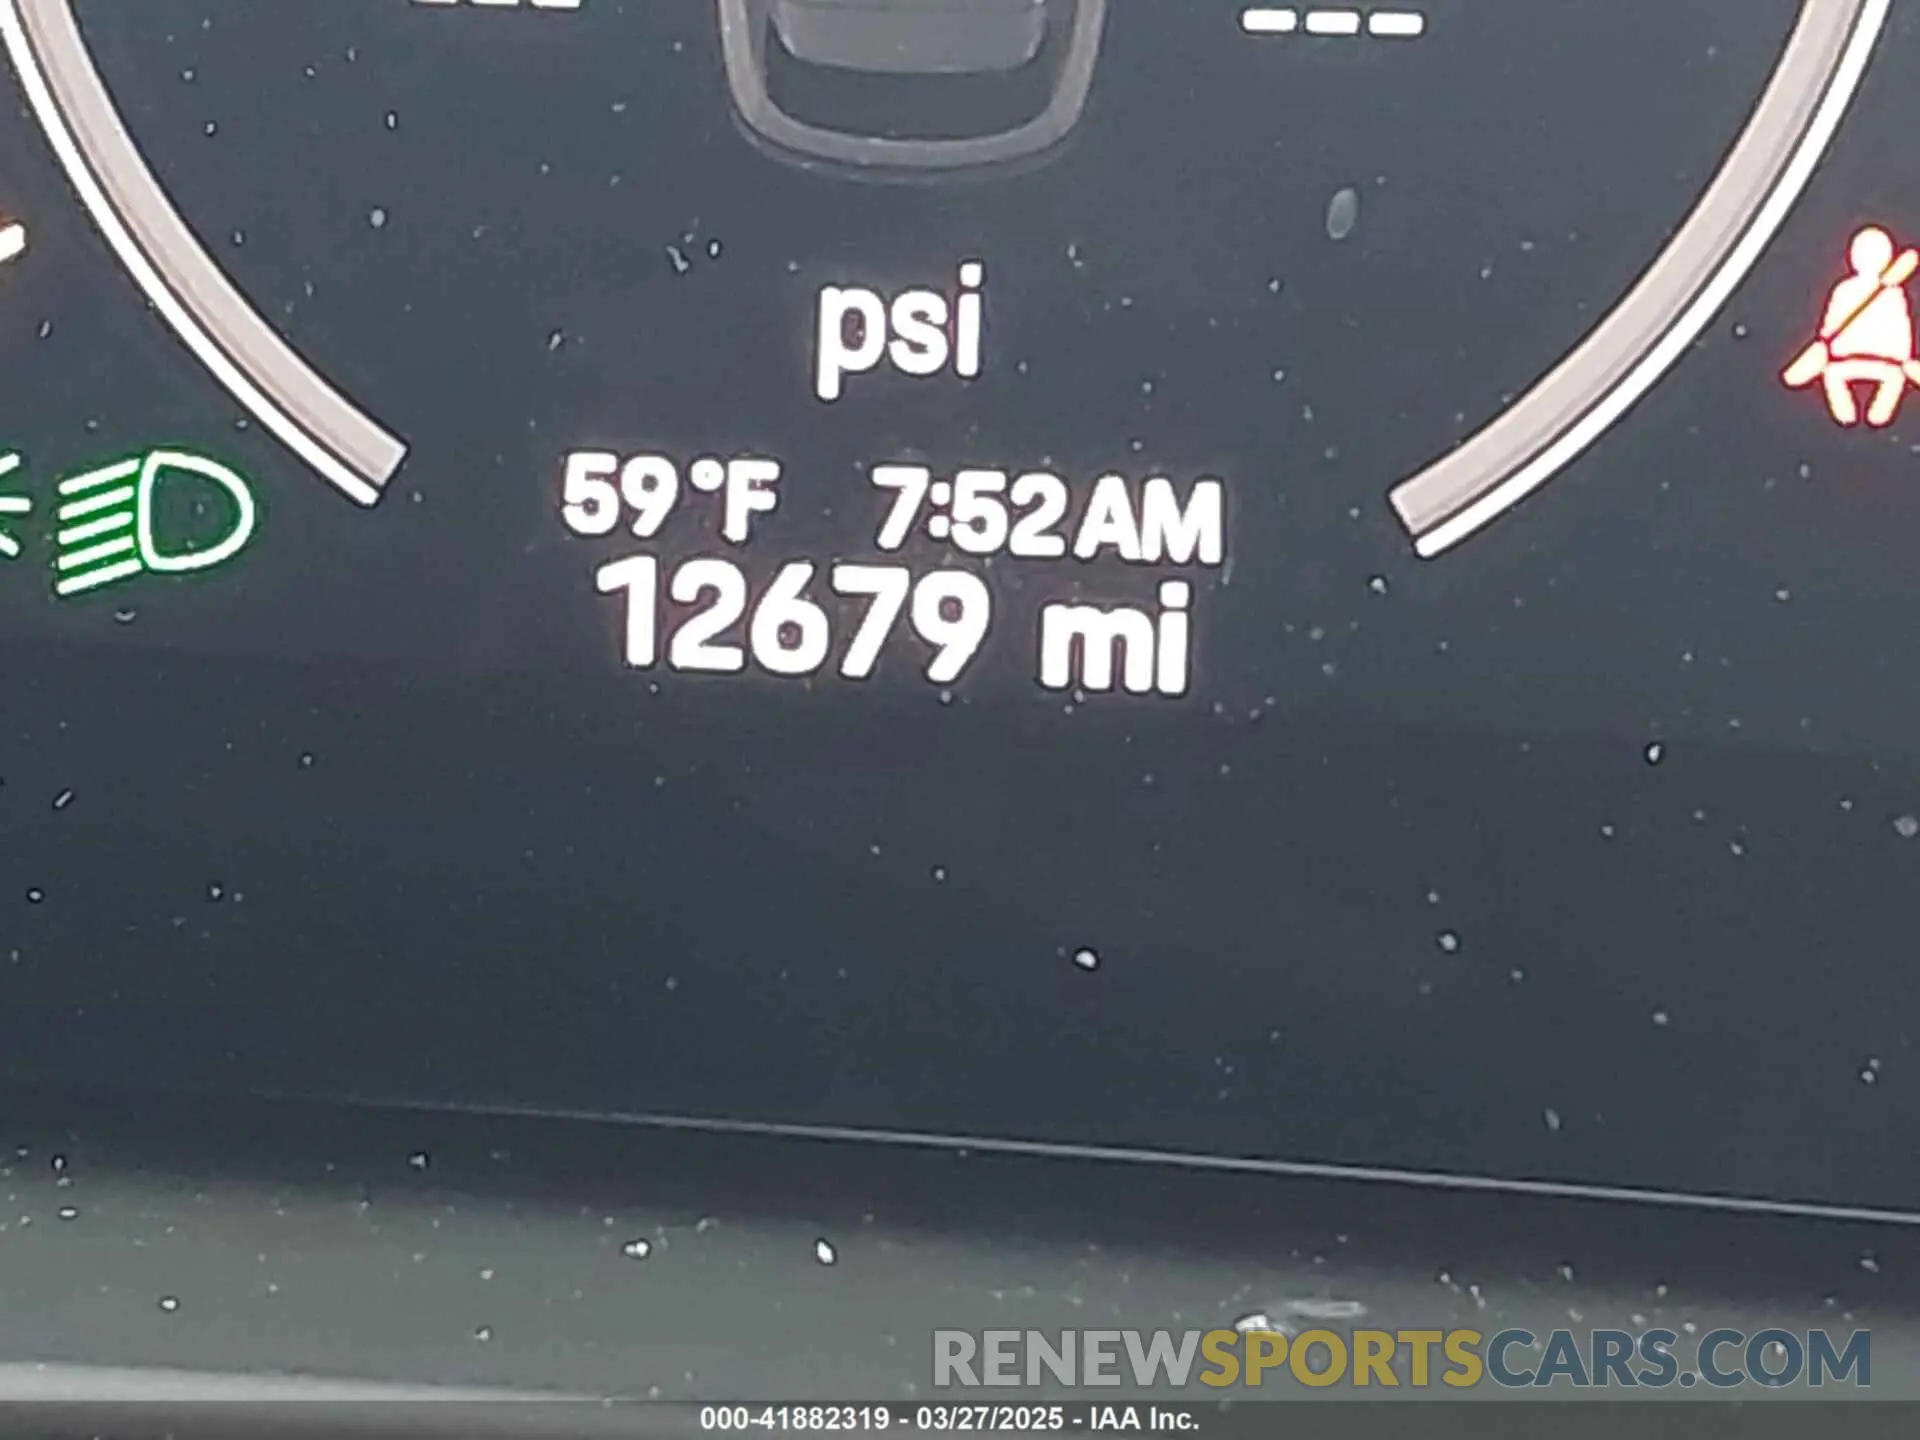 psi
59°F 7:52AM
12679 mi
RENEWSPORTSCARS.COM
000-41882319 - 03/27/2025 - IAA Inc.